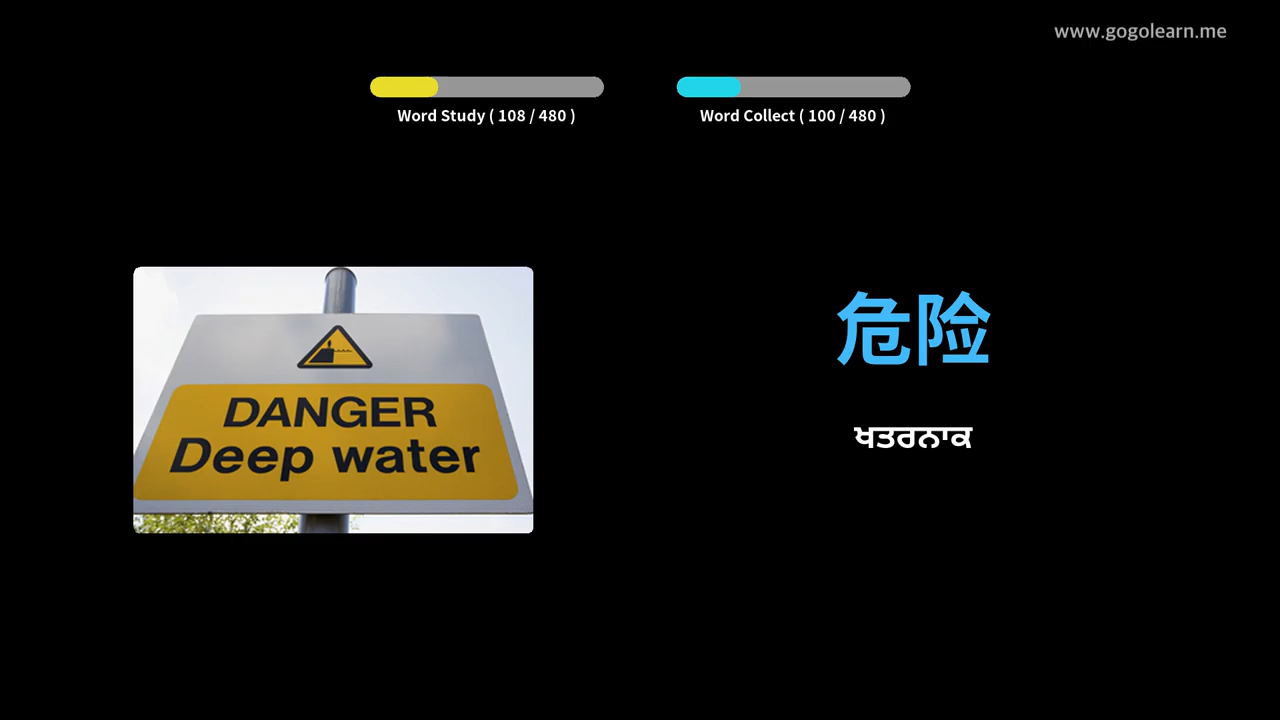 www.gogolearn.me
Word Study ( 108 / 480 )
Word Collect ( 100 / 480 )
DANGER
Deep water
危险
ਖਤਰਨਾਕ